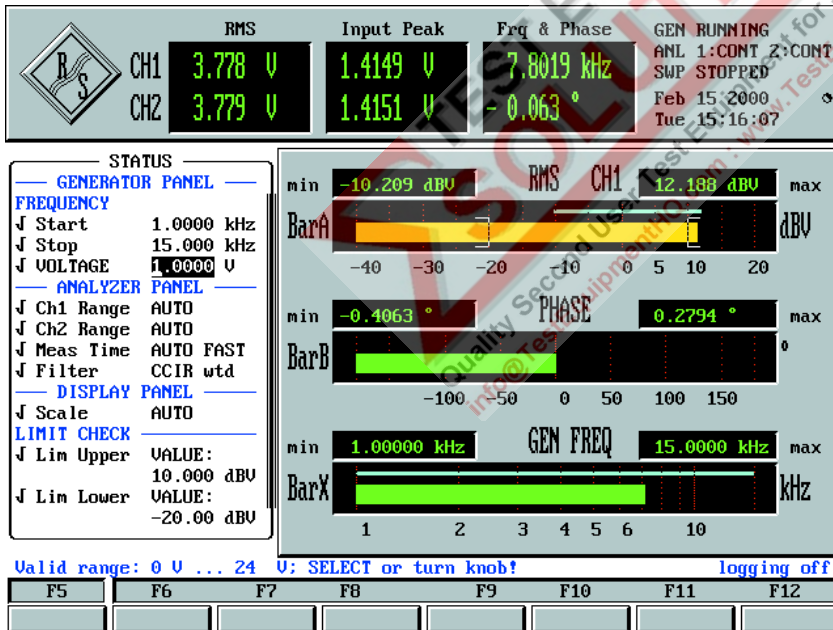 RMS Input Peak Frq & Phase GEN RUNNING
R S CH1 3.778 V 1.4149 V 7.8019 kHz ANL 1:CONT 2:CONT
SWP STOPPED
CH2 3.779 V 1.4151 V - 0.063 ° Feb 15 2000
Tue 15:16:07
STATUS
GENERATOR PANEL
FREQUENCY
Start 1.0000 kHz
Stop 15.000 kHz
VOLTAGE 1.0000 V
ANALYZER PANEL
Ch1 Range AUTO
Ch2 Range AUTO
Meas Time AUTO FAST
Filter CCIR wtd
DISPLAY PANEL
Scale AUTO
LIMIT CHECK
Lim Upper VALUE:
10.000 dBV
Lim Lower VALUE:
-20.00 dBV
min -10.209 dBV RMS CH1 12.188 dBV max
BarA dBV
-40 -30 -20 -10 0 5 10 20
min -0.4063 ° PHASE 0.2794 ° max
BarB °
-100 -50 0 50 100 150
min 1.00000 kHz GEN FREQ 15.0000 kHz max
BarX kHz
1 2 3 4 5 6 10
Valid range: 0 V ... 24 V; SELECT or turn knob! logging off
F5 F6 F7 F8 F9 F10 F11 F12
Quality Second User Test Equipment for